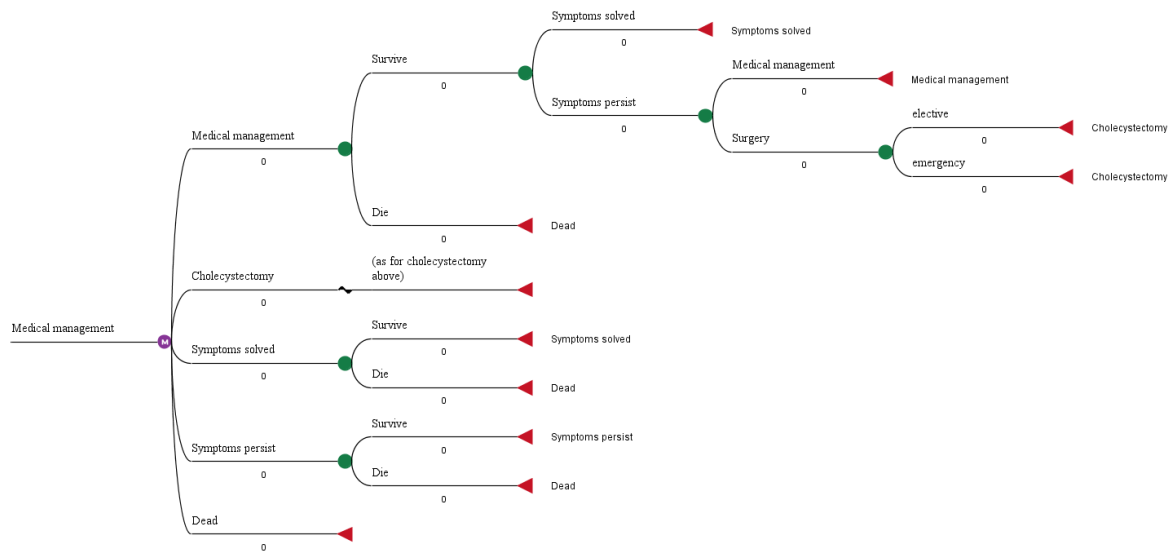 Symptoms solved
0
Symptoms solved
Survive
0
Medical management
0
Medical management
Symptoms persist
0
elective
0
Cholecystectomy
Medical management
0
Surgery
0
emergency
0
Cholecystectomy
Die
0
Dead
(as for cholecystectomy
above)
Cholecystectomy
0
Medical management
M
Survive
0
Symptoms solved
Symptoms solved
0
Die
0
Dead
Survive
0
Symptoms persist
Symptoms persist
0
Die
0
Dead
Dead
0